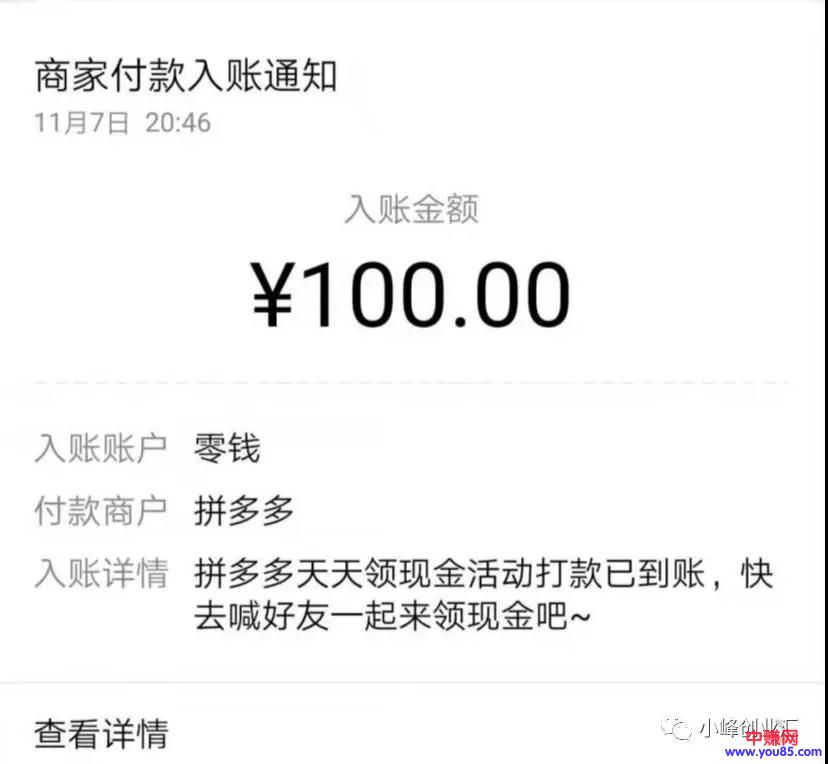 商家付款入账通知
11月7日 20:46
入账金额
¥100.00
入账账户 零钱
付款商户 拼多多
入账详情 拼多多天天领现金活动打款已到账，快
去喊好友一起来领现金吧~
查看详情
小峰创业汇
中赚网
www.you85.com